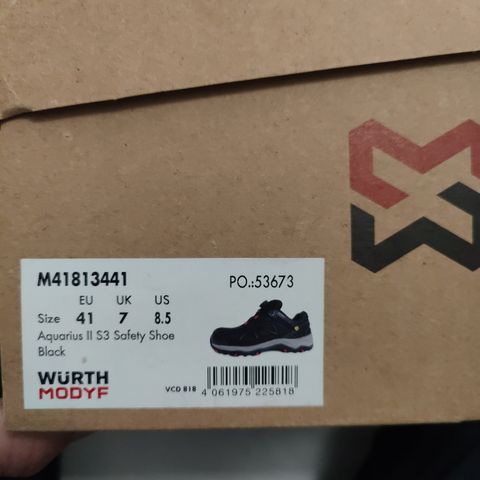 M41813441
PO.:53673
EU UK US
Size 41 7 8.5
Aquarius II S3 Safety Shoe
Black
WÜRTH
MODYF
VCD 818
4 061975 225818